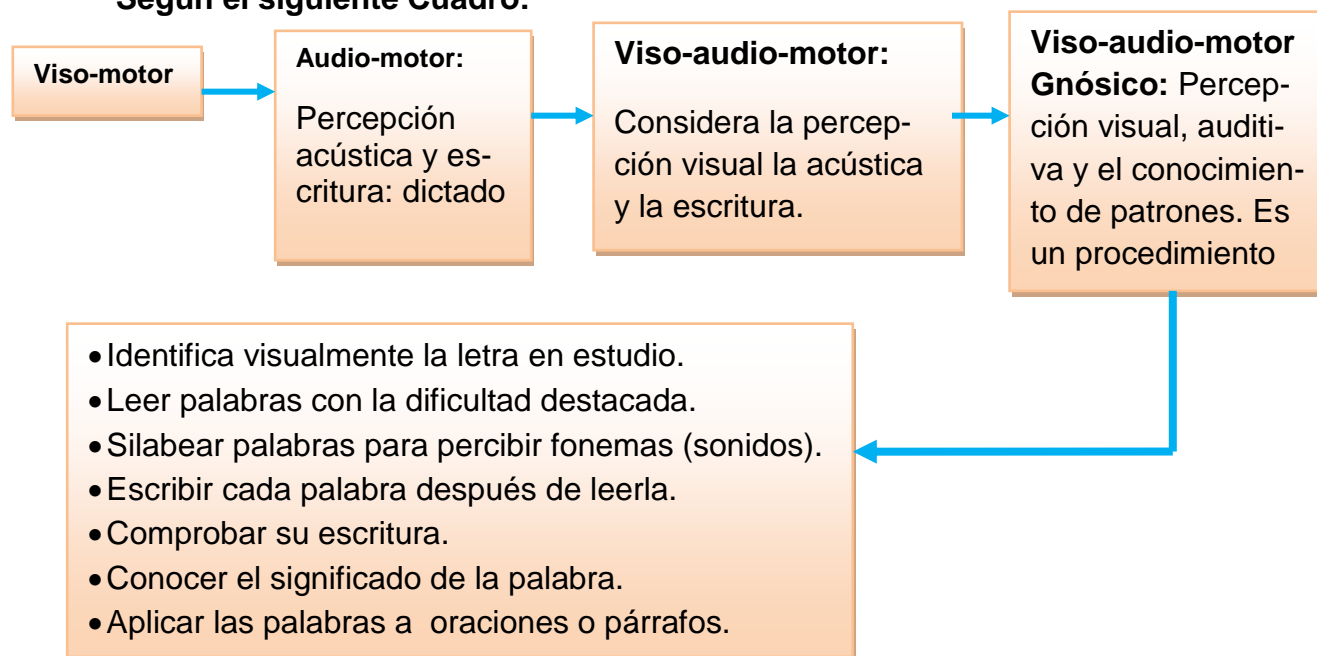 Según el siguiente Cuadro:
Viso-motor
Audio-motor:
Percepción
acústica y es-
critura: dictado
Viso-audio-motor:
Considera la percep-
ción visual la acústica
y la escritura.
Viso-audio-motor
Gnósico: Percep-
ción visual, auditi-
va y el conocimien-
to de patrones. Es
un procedimiento
•Identifica visualmente la letra en estudio.
•Leer palabras con la dificultad destacada.
•Silabear palabras para percibir fonemas (sonidos).
•Escribir cada palabra después de leerla.
•Comprobar su escritura.
•Conocer el significado de la palabra.
•Aplicar las palabras a  oraciones o párrafos.